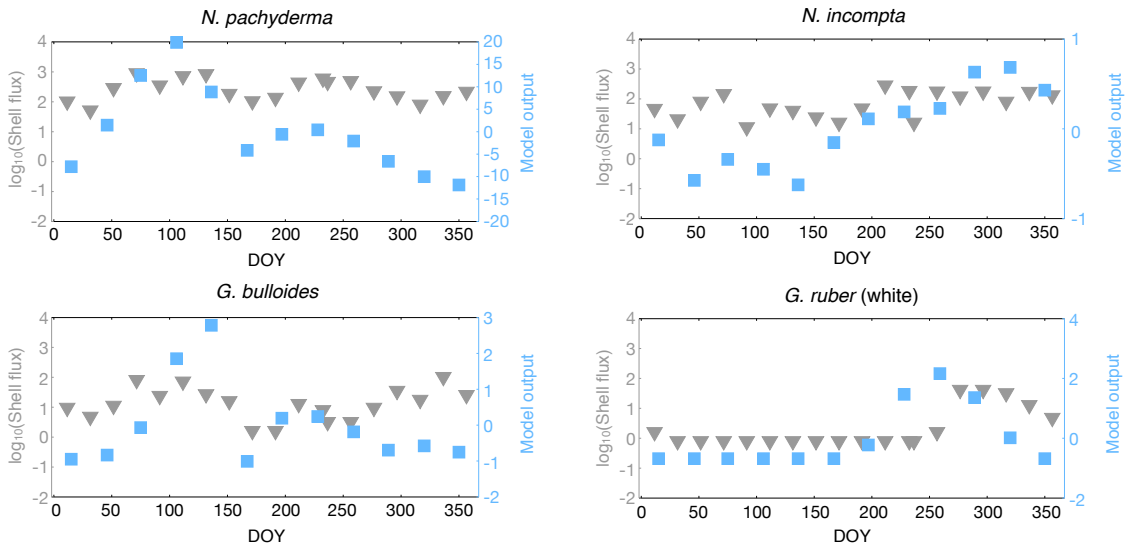 N. pachyderma
4
3
2
1
0
-1
-2
log₁₀(Shell flux)
20
15
10
5
0
-5
-10
-15
-20
Model output
0 50 100 150 200 250 300 350
DOY
N. incompta
4
3
2
1
0
-1
-2
log₁₀(Shell flux)
1
0
-1
Model output
0 50 100 150 200 250 300 350
DOY
G. bulloides
4
3
2
1
0
-1
-2
log₁₀(Shell flux)
3
2
1
0
-1
-2
Model output
0 50 100 150 200 250 300 350
DOY
G. ruber (white)
4
3
2
1
0
-1
-2
log₁₀(Shell flux)
4
2
0
-2
Model output
0 50 100 150 200 250 300 350
DOY